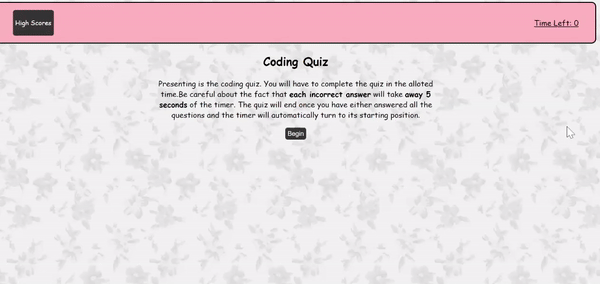 High Scores
Time Left: 0
Coding Quiz
Presenting is the coding quiz. You will have to complete the quiz in the alloted
time.Be careful about the fact that each incorrect answer will take away 5
seconds of the timer. The quiz will end once you have either answered all the
questions and the timer will automatically turn to its starting position.
Begin